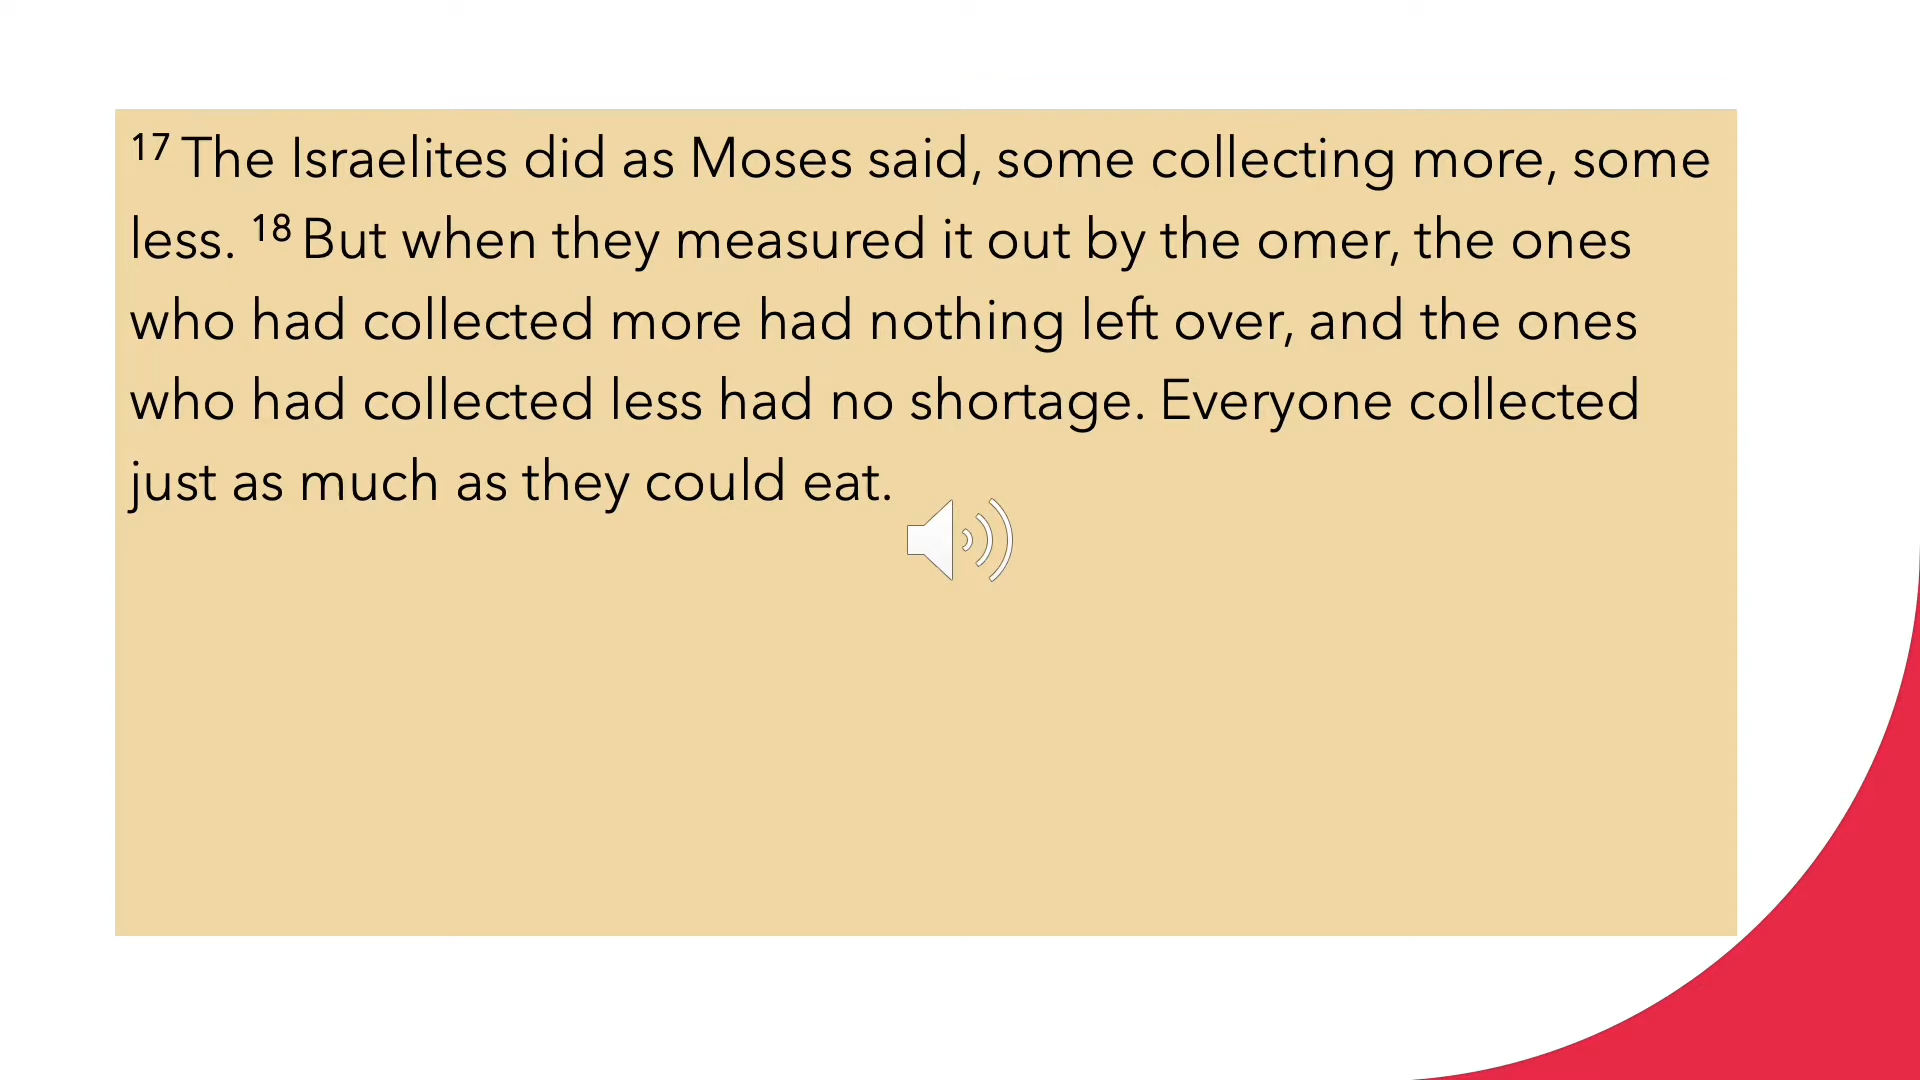 17 The Israelites did as Moses said, some collecting more, some
less. 18 But when they measured it out by the omer, the ones
who had collected more had nothing left over, and the ones
who had collected less had no shortage. Everyone collected
just as much as they could eat.